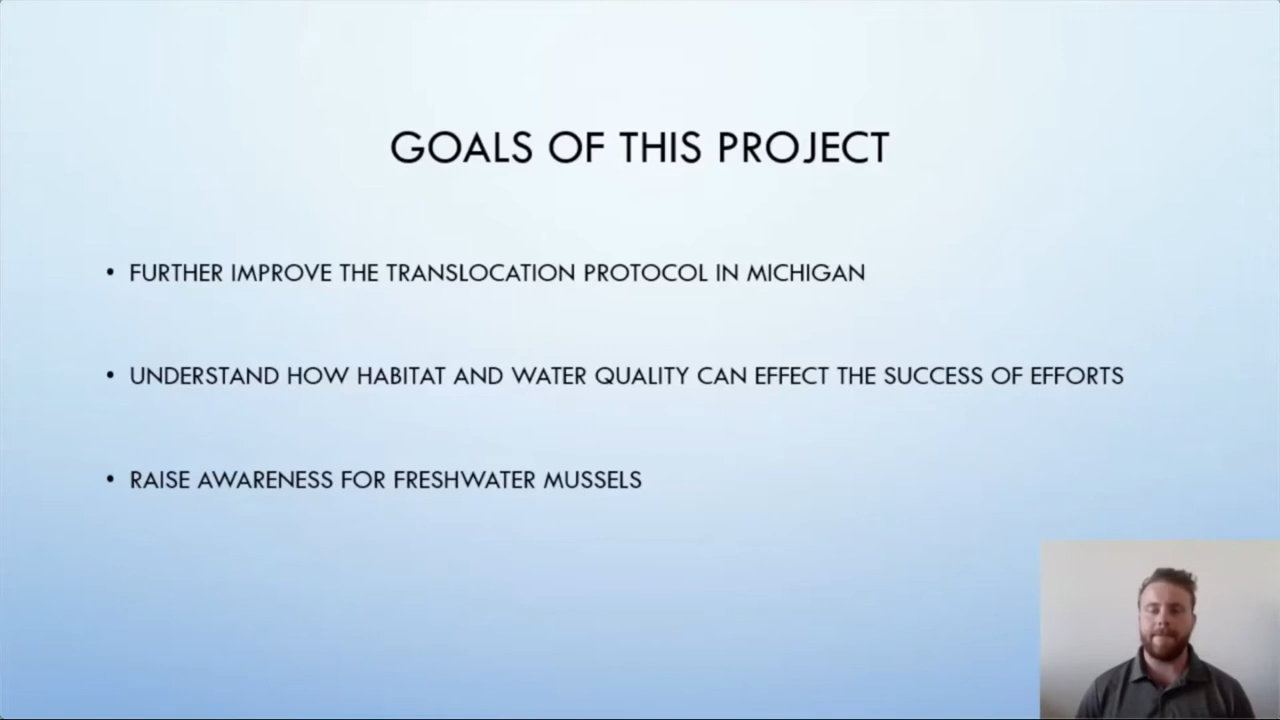 GOALS OF THIS PROJECT
• FURTHER IMPROVE THE TRANSLOCATION PROTOCOL IN MICHIGAN
• UNDERSTAND HOW HABITAT AND WATER QUALITY CAN EFFECT THE SUCCESS OF EFFORTS
• RAISE AWARENESS FOR FRESHWATER MUSSELS